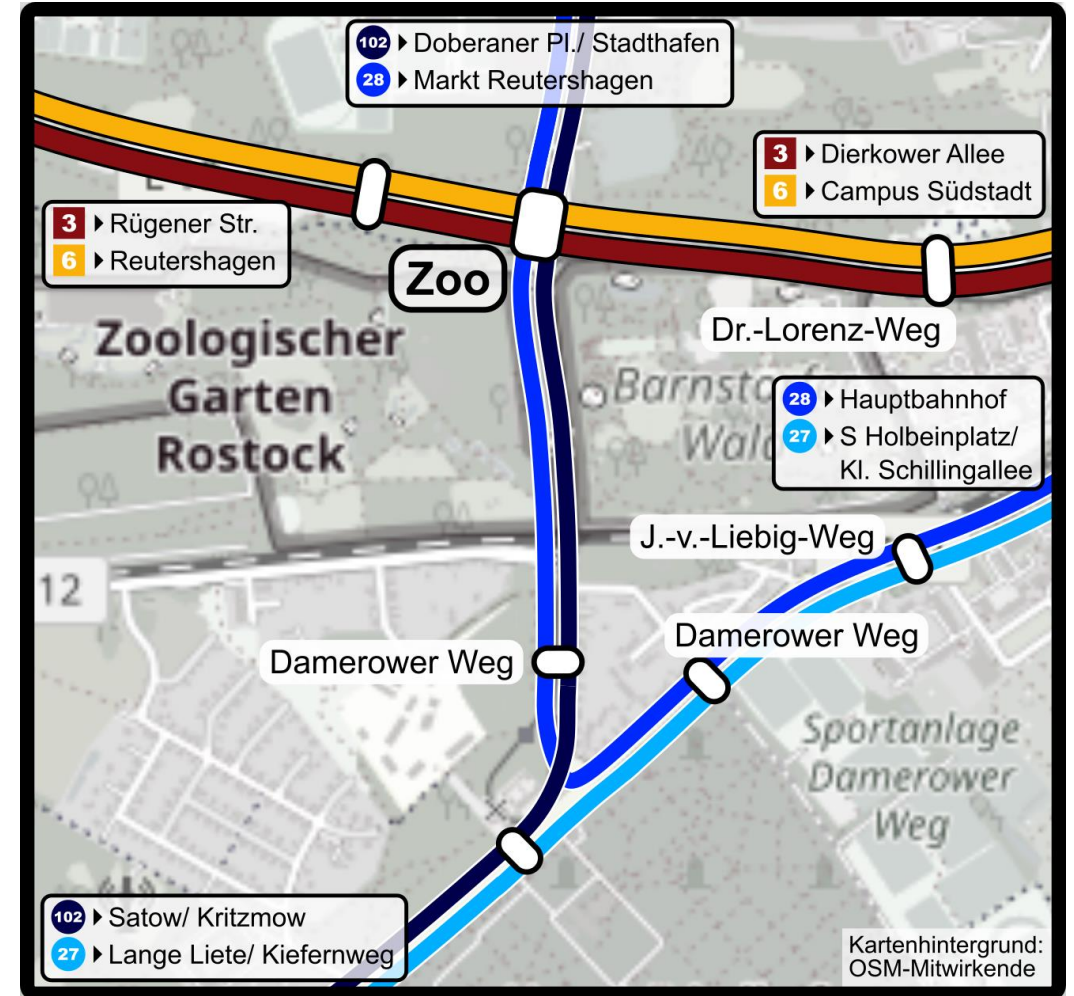 102 Doberaner Pl./ Stadthafen
28 Markt Reutershagen
3 Dierkower Allee
6 Campus Südstadt
3 Rügener Str.
6 Reutershagen
Zoo
Dr.-Lorenz-Weg
Zoologischer
Garten
Rostock
28 Hauptbahnhof
27 S Holbeinplatz/
Kl. Schillingallee
J.-v.-Liebig-Weg
12
Damerower Weg
Damerower Weg
Sportanlage
Damerower
Weg
102 Satow/ Kritzmow
27 Lange Liete/ Kiefernweg
Kartenhintergrund:
OSM-Mitwirkende